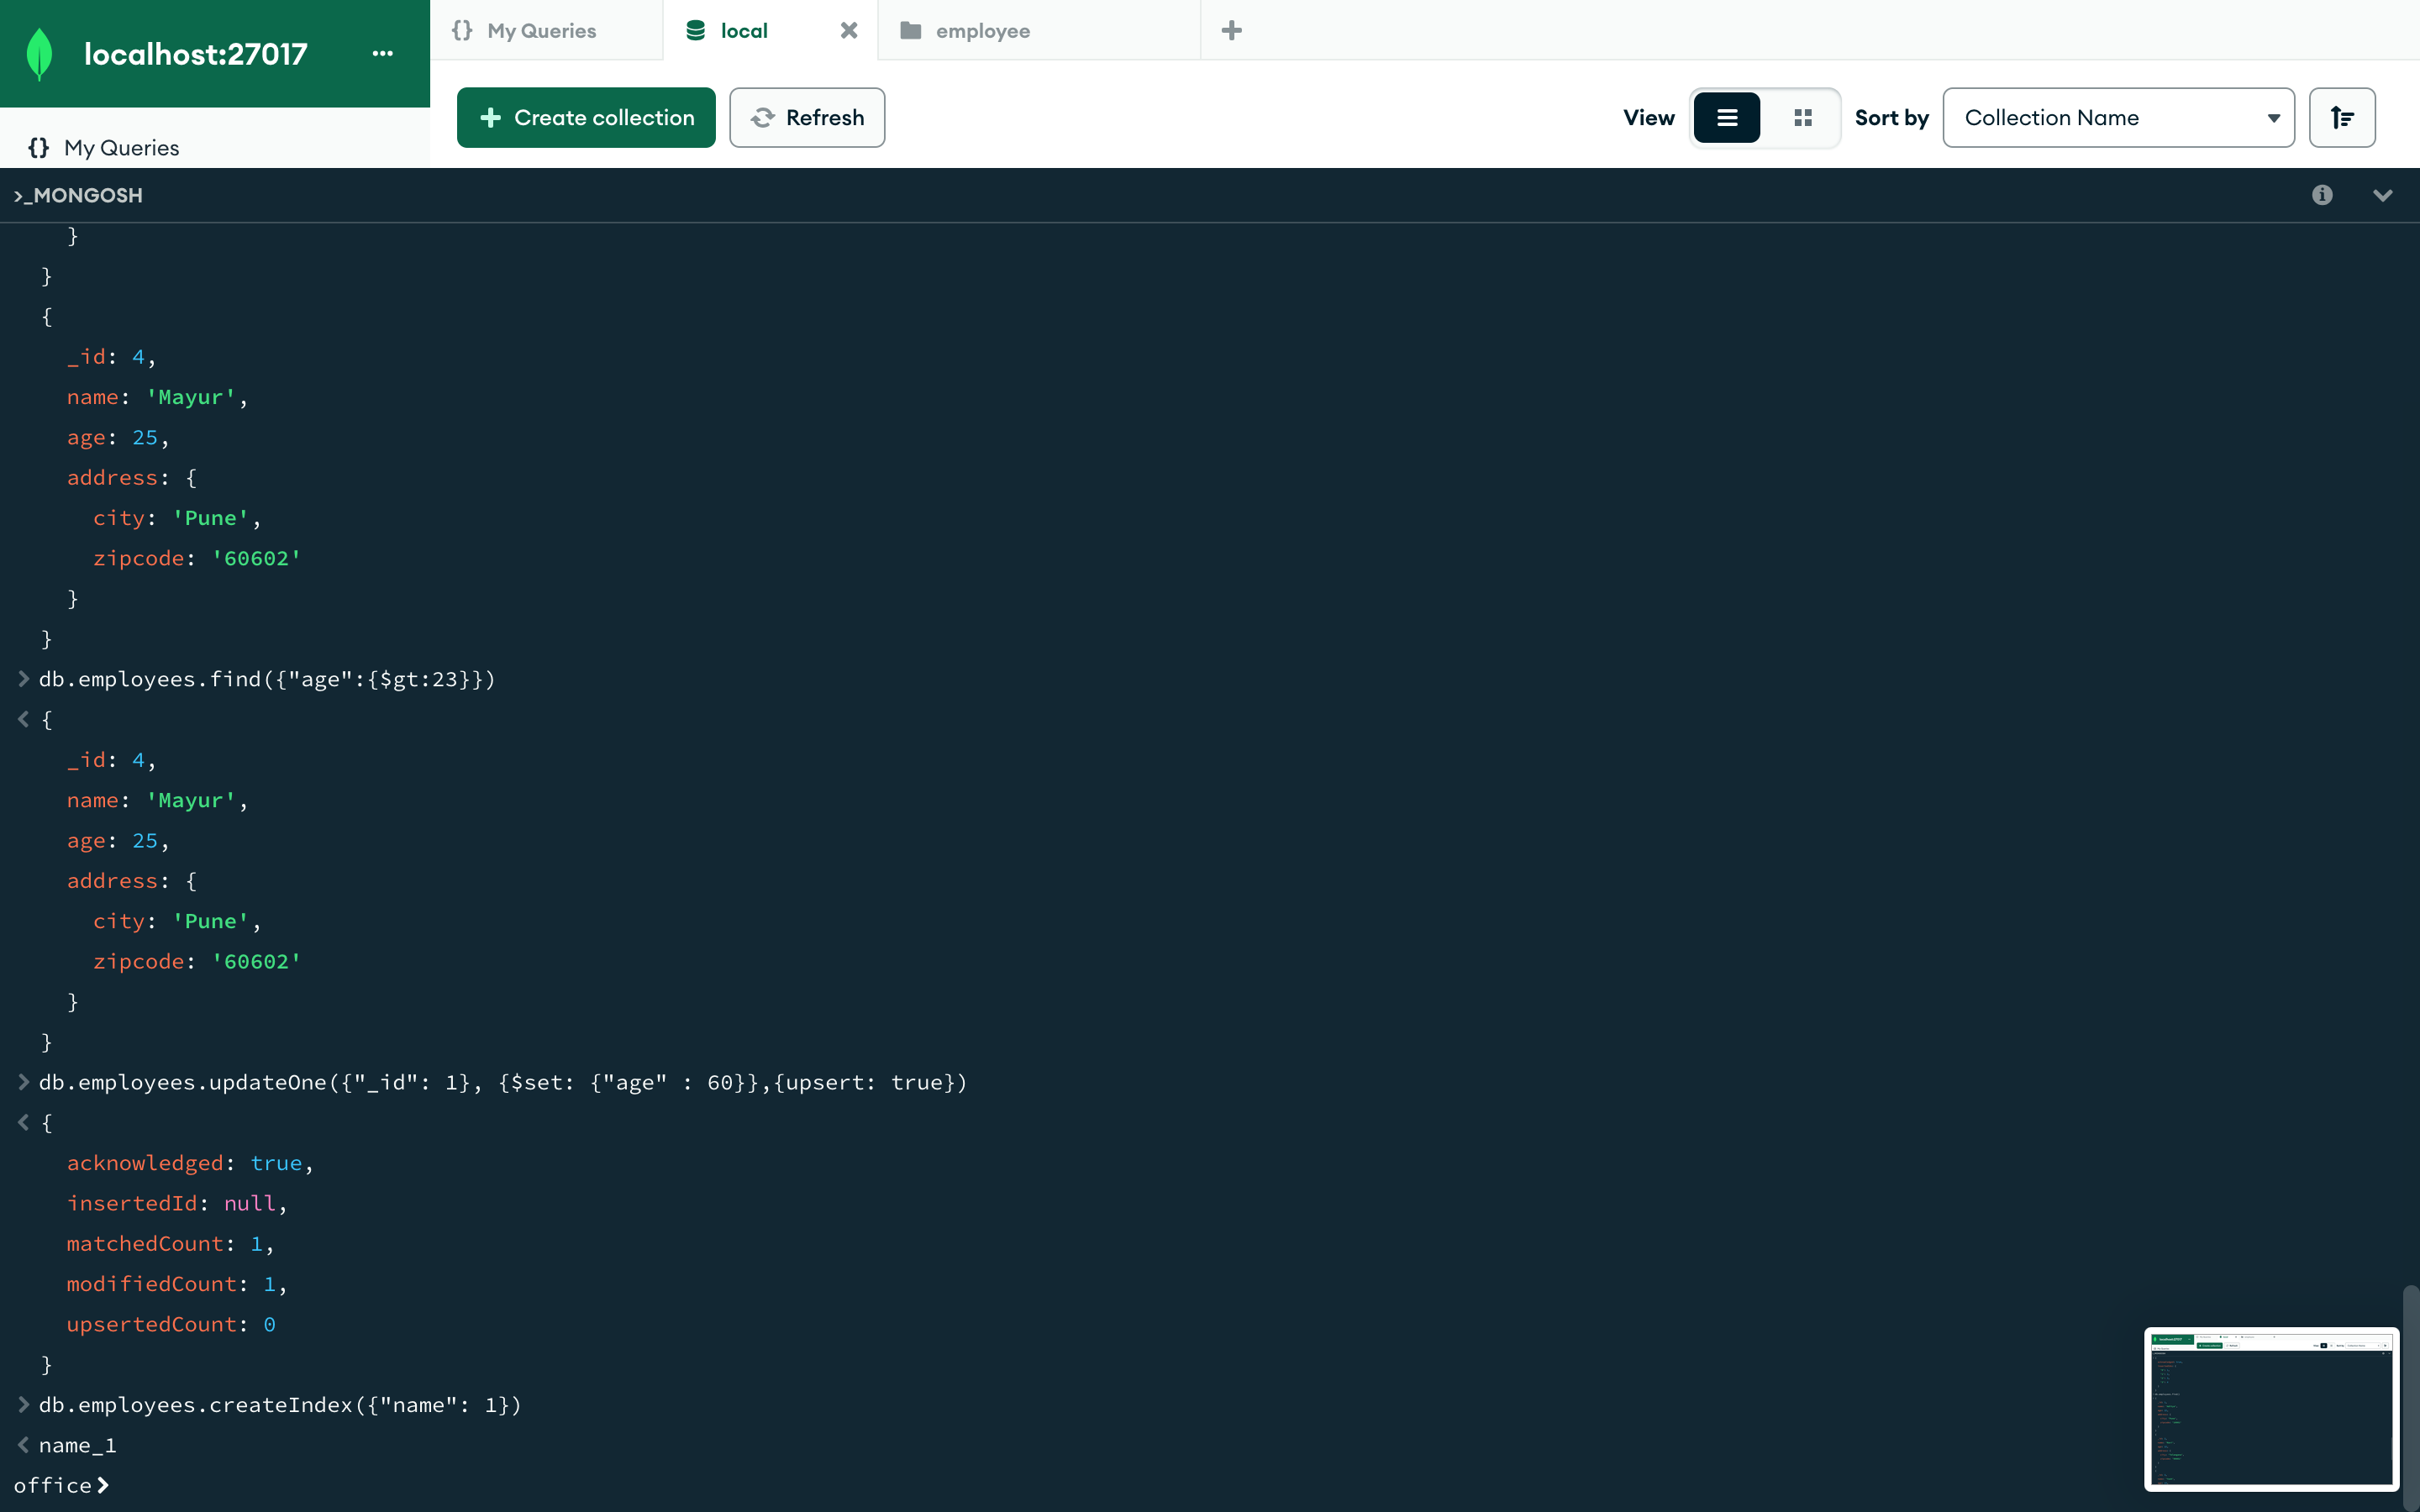 localhost:27017 ...
{} My Queries
local
employee
Create collection
Refresh
View
Sort by
Collection Name
{} My Queries
>_MONGOSH
}
}
{
_id: 4,
name: 'Mayur',
age: 25,
address: {
city: 'Pune',
zipcode: '60602'
}
}
> db.employees.find({"age":{$gt:23}})
< {
_id: 4,
name: 'Mayur',
age: 25,
address: {
city: 'Pune',
zipcode: '60602'
}
}
> db.employees.updateOne({"_id": 1}, {$set: {"age" : 60}},{upsert: true})
< {
acknowledged: true,
insertedId: null,
matchedCount: 1,
modifiedCount: 1,
upsertedCount: 0
}
> db.employees.createIndex({"name": 1})
< name_1
office>